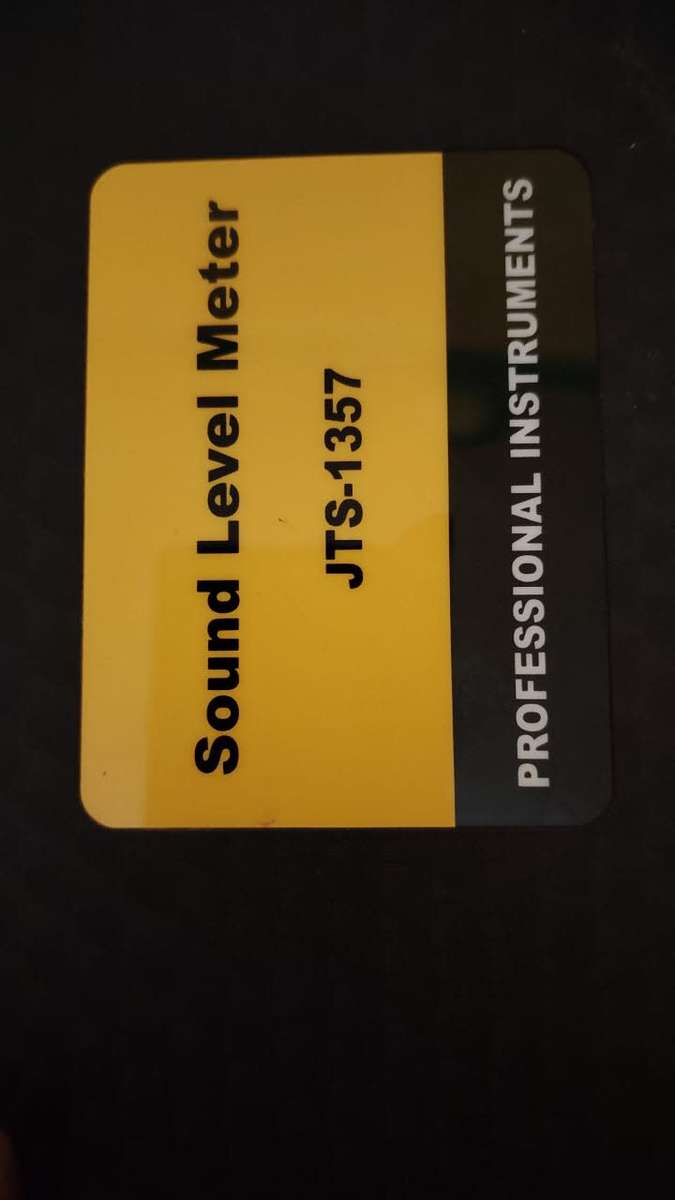 Sound Level Meter
JTS-1357
PROFESSIONAL INSTRUMENTS